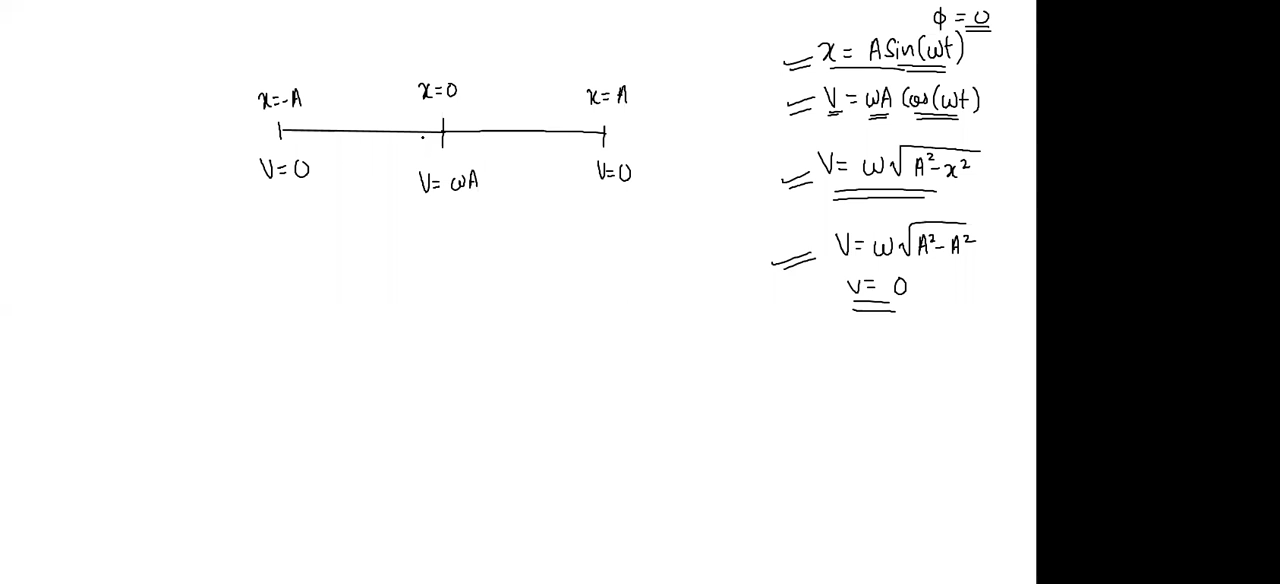 ϕ = 0
x = A Sin(ωt)
x=-A x=0 x= A
V = ωA Cos(ωt)
V= 0 V= ωA V=0
V= ω√A²-x²
V= ω√A²-A²
v= 0